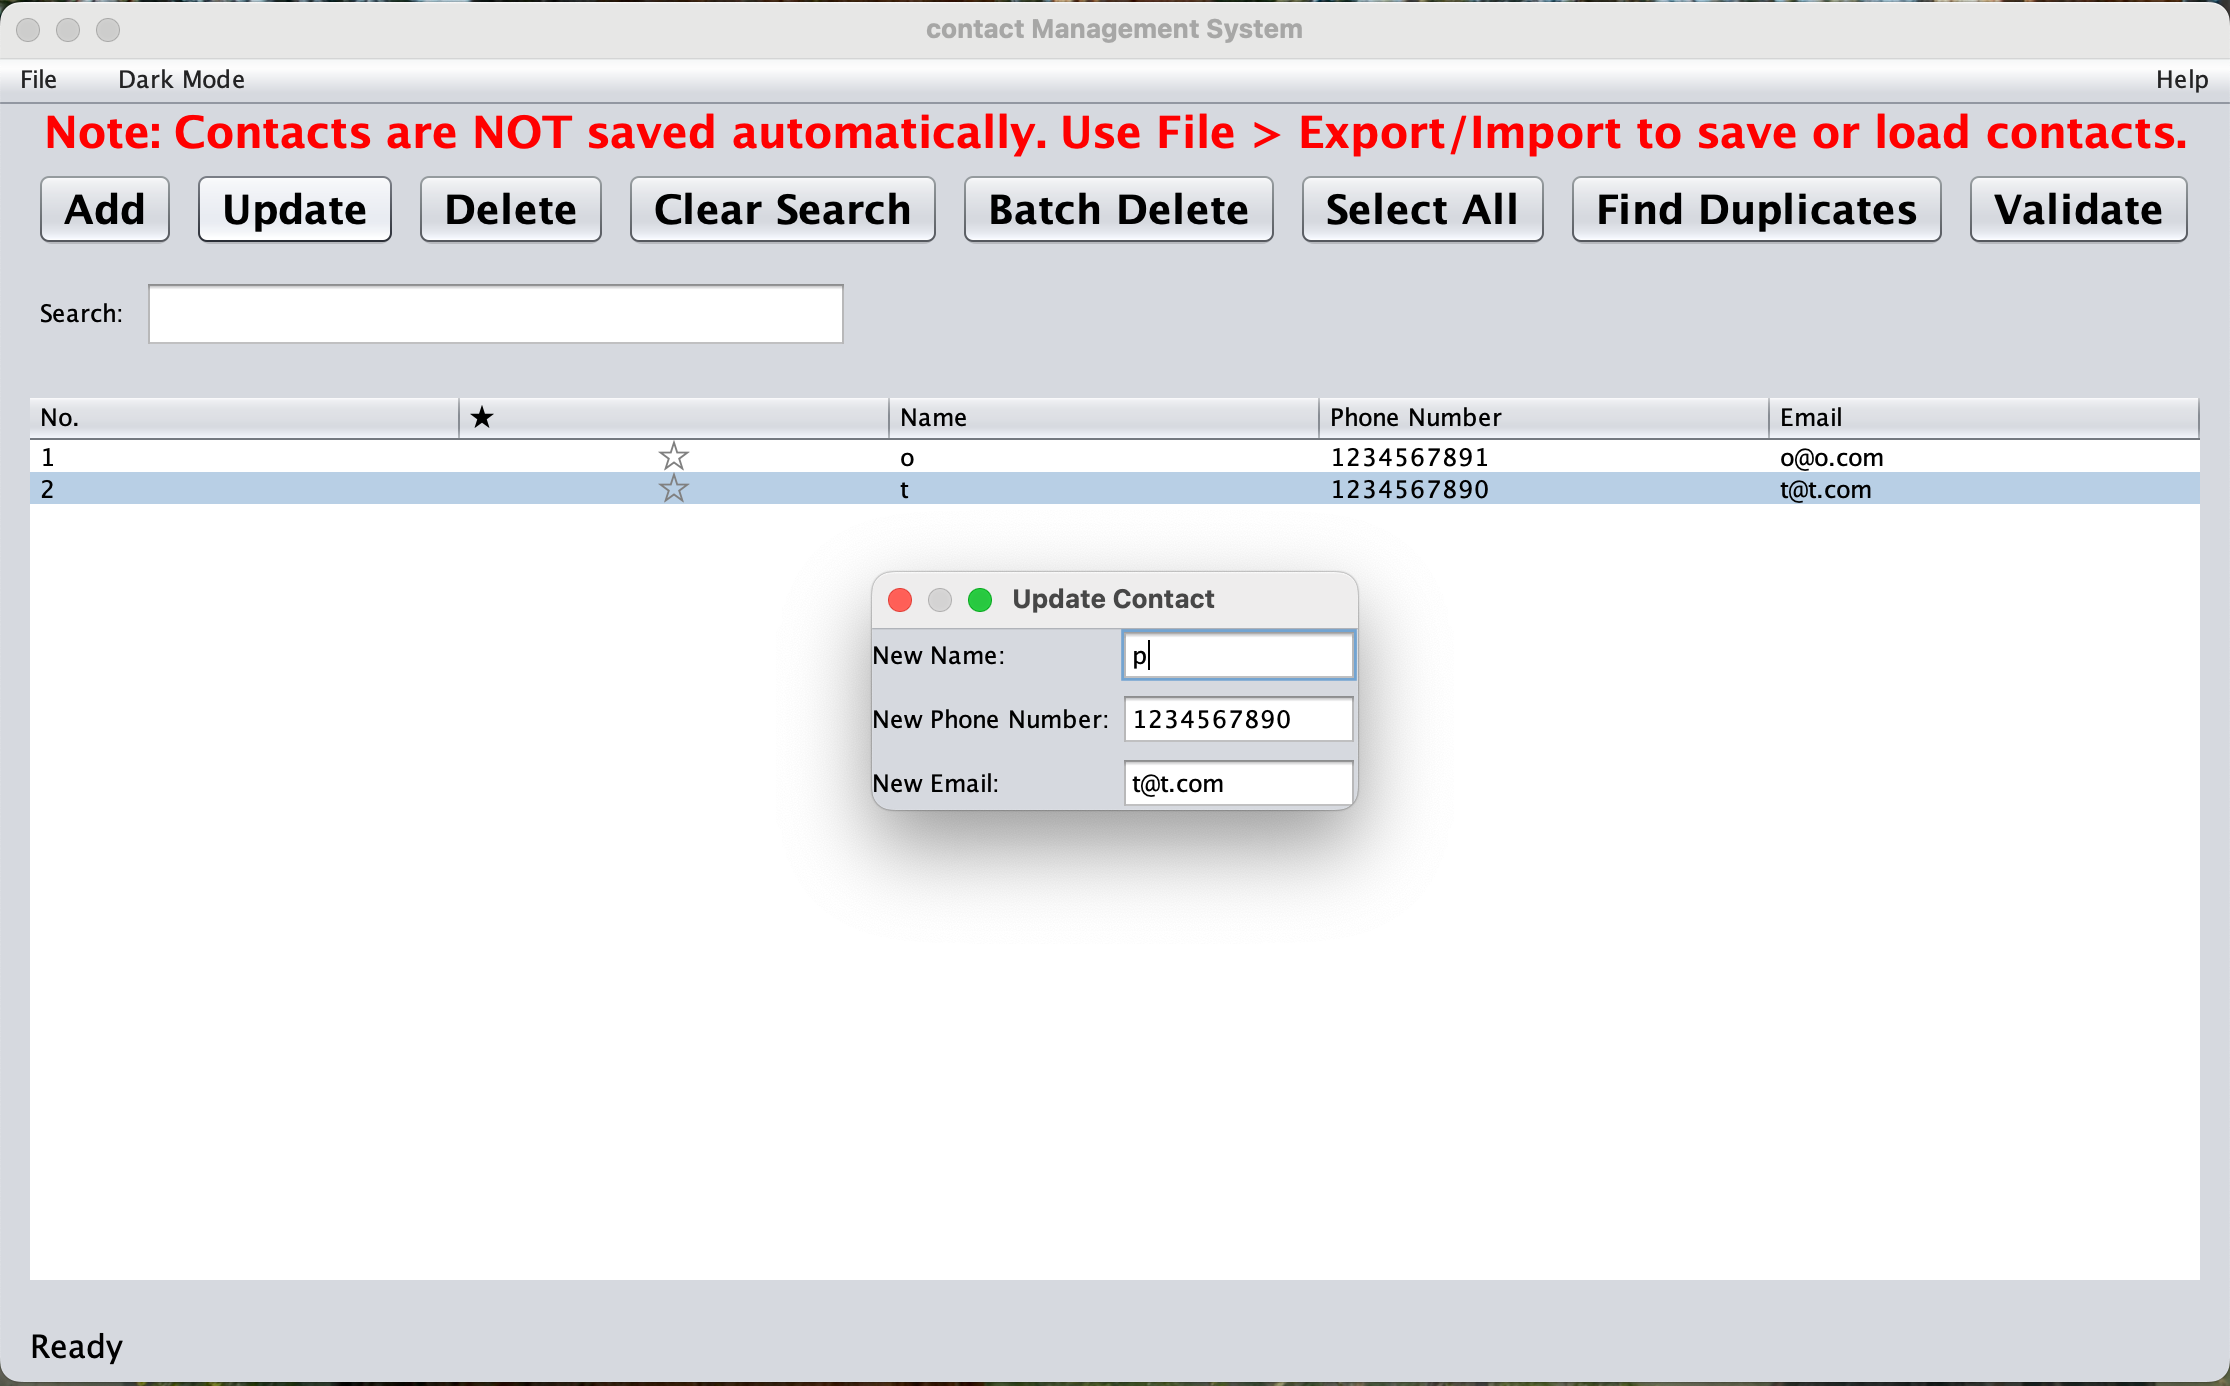 contact Management System
File Dark Mode Help
Note: Contacts are NOT saved automatically. Use File > Export/Import to save or load contacts.
Add Update Delete Clear Search Batch Delete Select All Find Duplicates Validate
Search:
No. ★ Name Phone Number Email
1 ☆ o 1234567891 o@o.com
2 ☆ t 1234567890 t@t.com
Update Contact
New Name: p
New Phone Number: 1234567890
New Email: t@t.com
Ready